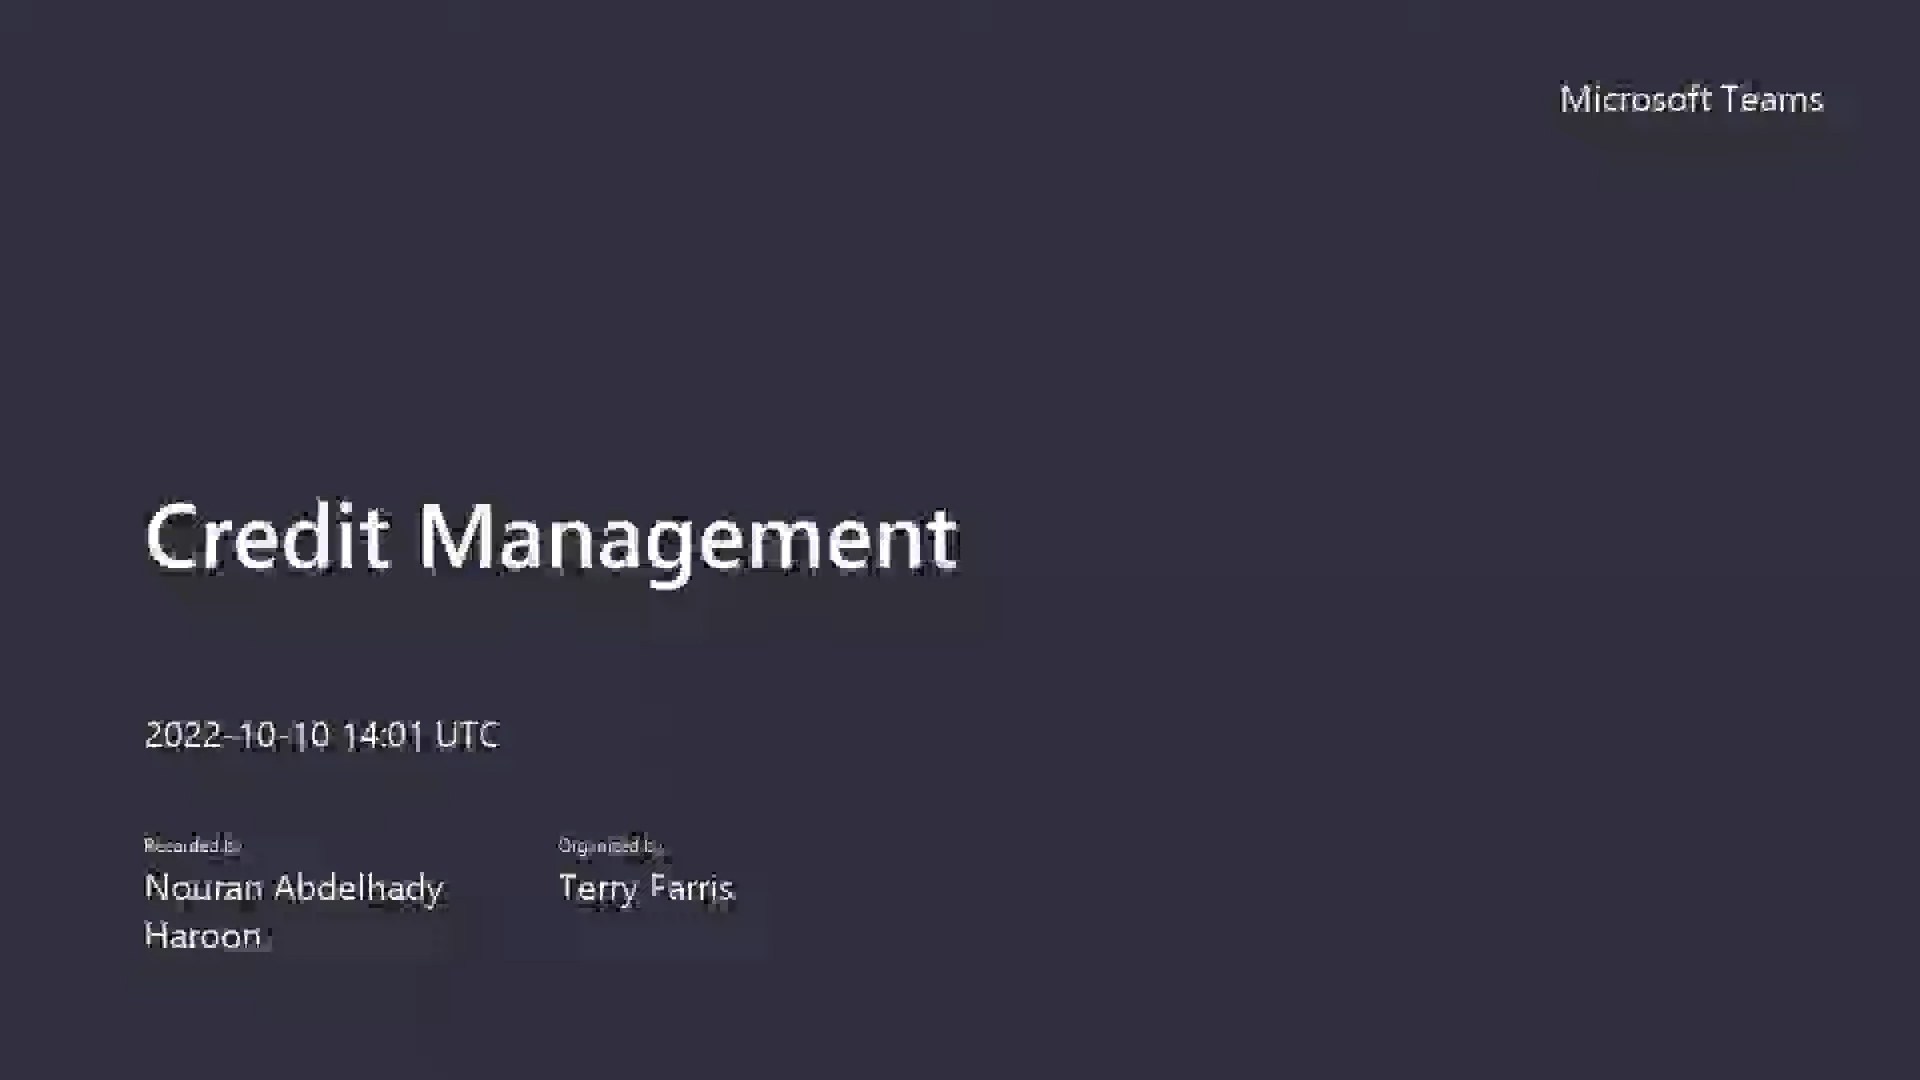 Microsoft Teams
Credit Management
2022-10-10 14:01 UTC
Recorded by
Organized by
Nouran Abdelhady
Haroon
Terry Farris